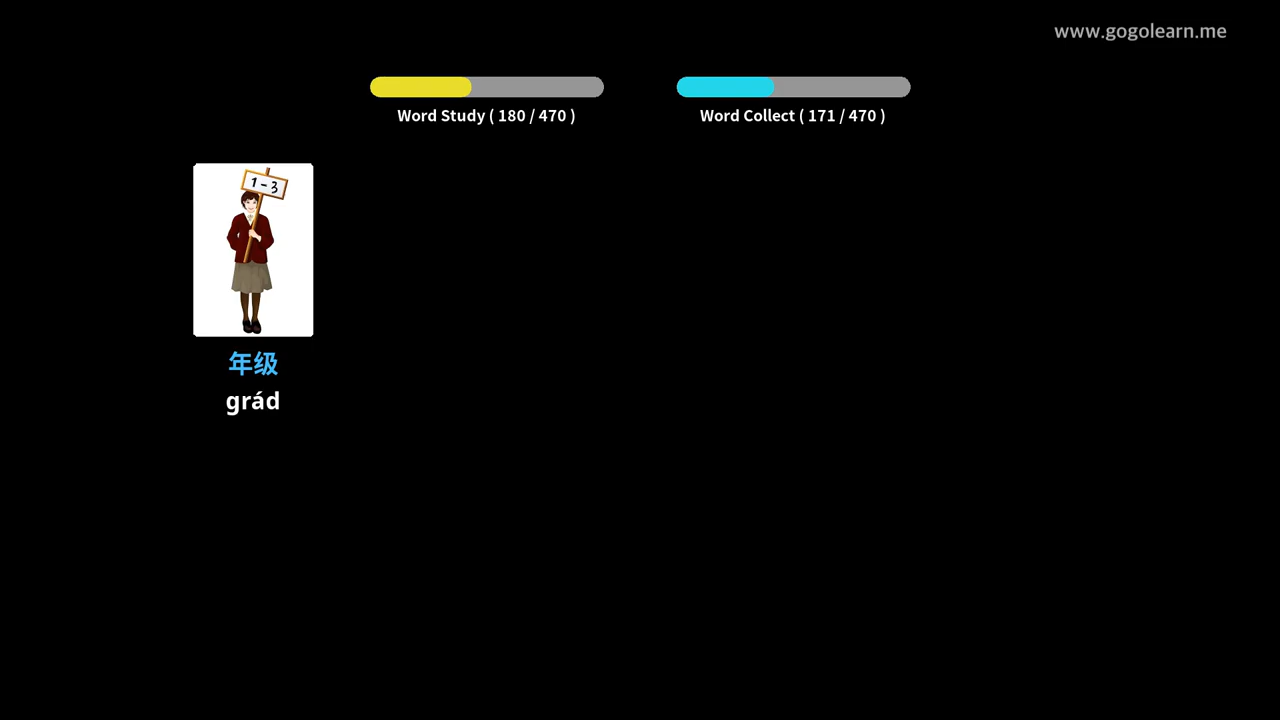 www.gogolearn.me
Word Study ( 180 / 470 )
Word Collect ( 171 / 470 )
1 - 3
年级
grád